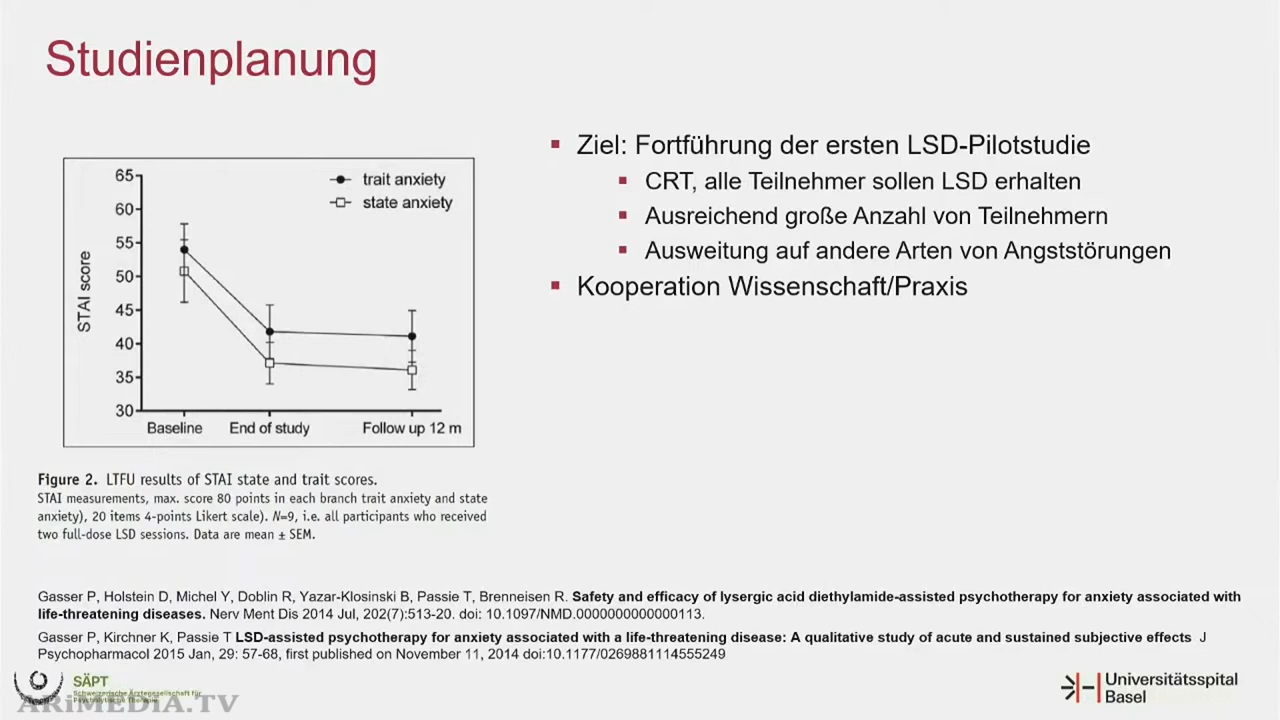 Studienplanung
65
60
55
50
45
40
35
30
STAI score
trait anxiety
state anxiety
Baseline End of study Follow up 12 m
Figure 2. LTFU results of STAI state and trait scores.
STAI measurements, max. score 80 points in each branch trait anxiety and state
anxiety), 20 items 4-points Likert scale). N=9, i.e. all participants who received
two full-dose LSD sessions. Data are mean ± SEM.
Ziel: Fortführung der ersten LSD-Pilotstudie
CRT, alle Teilnehmer sollen LSD erhalten
Ausreichend große Anzahl von Teilnehmern
Ausweitung auf andere Arten von Angststörungen
Kooperation Wissenschaft/Praxis
Gasser P, Holstein D, Michel Y, Doblin R, Yazar-Klosinski B, Passie T, Brenneisen R. Safety and efficacy of lysergic acid diethylamide-assisted psychotherapy for anxiety associated with
life-threatening diseases. Nerv Ment Dis 2014 Jul, 202(7):513-20. doi: 10.1097/NMD.0000000000000113.
Gasser P, Kirchner K, Passie T LSD-assisted psychotherapy for anxiety associated with a life-threatening disease: A qualitative study of acute and sustained subjective effects J
Psychopharmacol 2015 Jan, 29: 57-68, first published on November 11, 2014 doi:10.1177/0269881114555249
SÄPT
Schweizerische Ärztegesellschaft für
Psycholytische Therapie
ARiMEDIA.TV
Universitätsspital
Basel